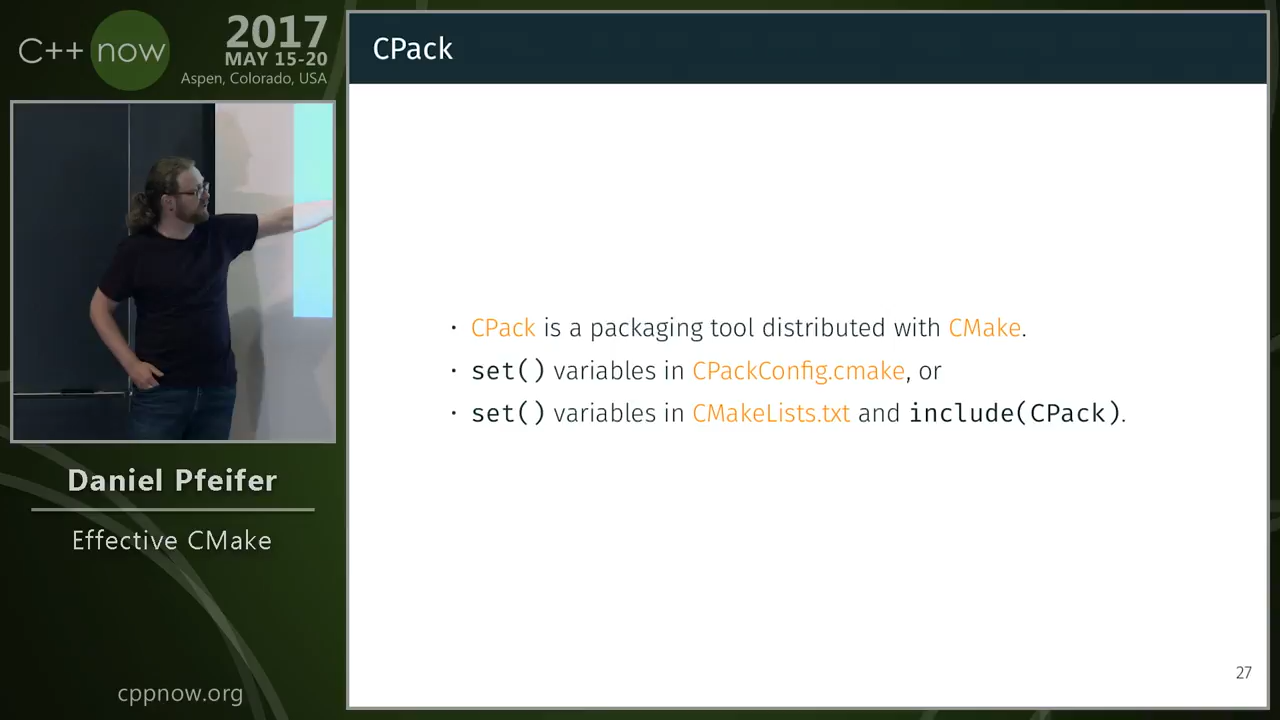 C++ now
2017
MAY 15-20
Aspen, Colorado, USA
Daniel Pfeifer
Effective CMake
cppnow.org
CPack
· CPack is a packaging tool distributed with CMake.
· set() variables in CPackConfig.cmake, or
· set() variables in CMakeLists.txt and include(CPack).
27